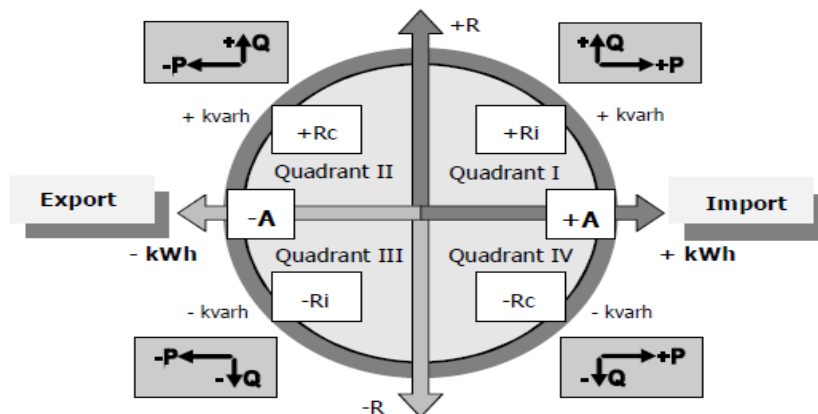 +R
+Q
-P
+Q
+P
+ kvarh
+ kvarh
+Rc
+Ri
Quadrant II
Quadrant I
Export
-A
+A
Import
- kWh
+ kWh
Quadrant III
Quadrant IV
-Ri
-Rc
- kvarh
- kvarh
-P
-Q
+P
-Q
-R